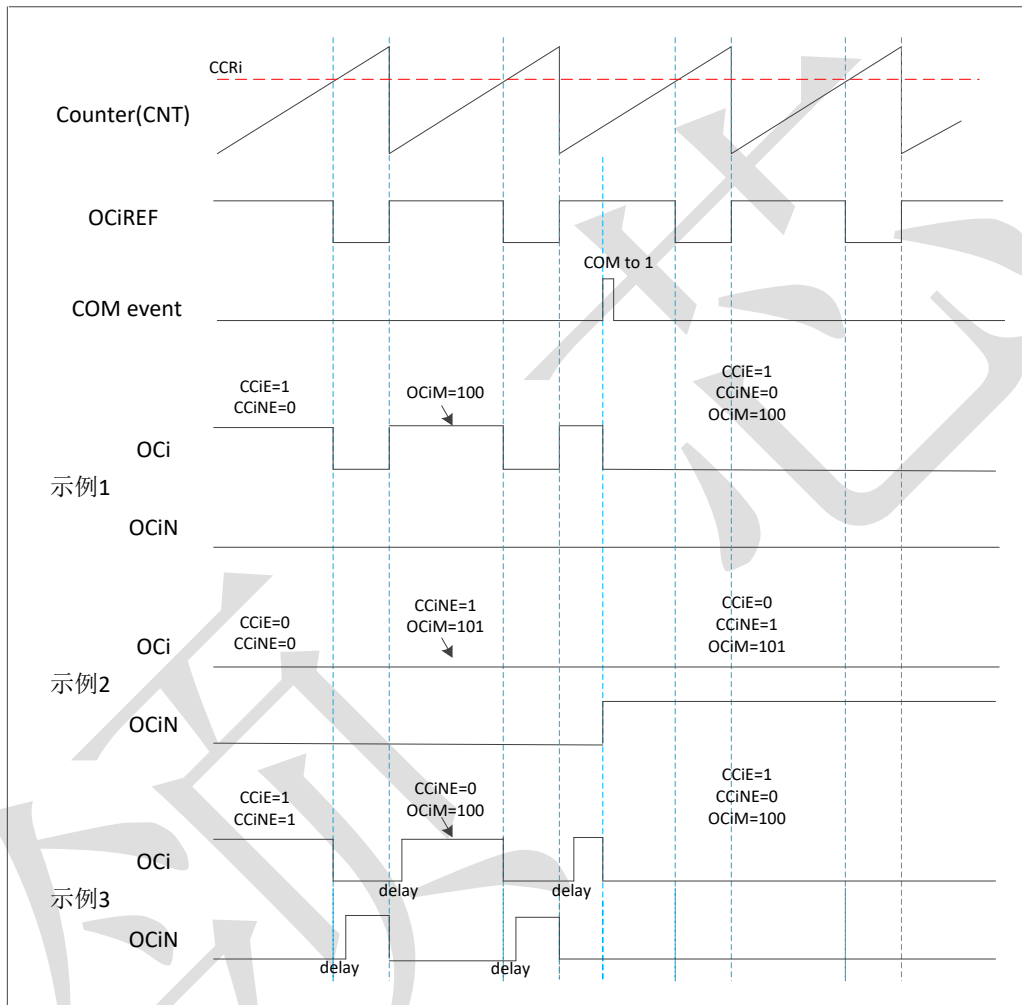 CCRi
Counter(CNT)
OCiREF
COM to 1
COM event
CCiE=1
CCiNE=0
OCiM=100
CCiE=1
CCiNE=0
OCiM=100
OCi
示例1
OCiN
CCiE=0
CCiNE=0
CCiNE=1
OCiM=101
CCiE=0
CCiNE=1
OCiM=101
OCi
示例2
OCiN
CCiE=1
CCiNE=1
CCiNE=0
OCiM=100
CCiE=1
CCiNE=0
OCiM=100
OCi
delay
delay
示例3
OCiN
delay
delay